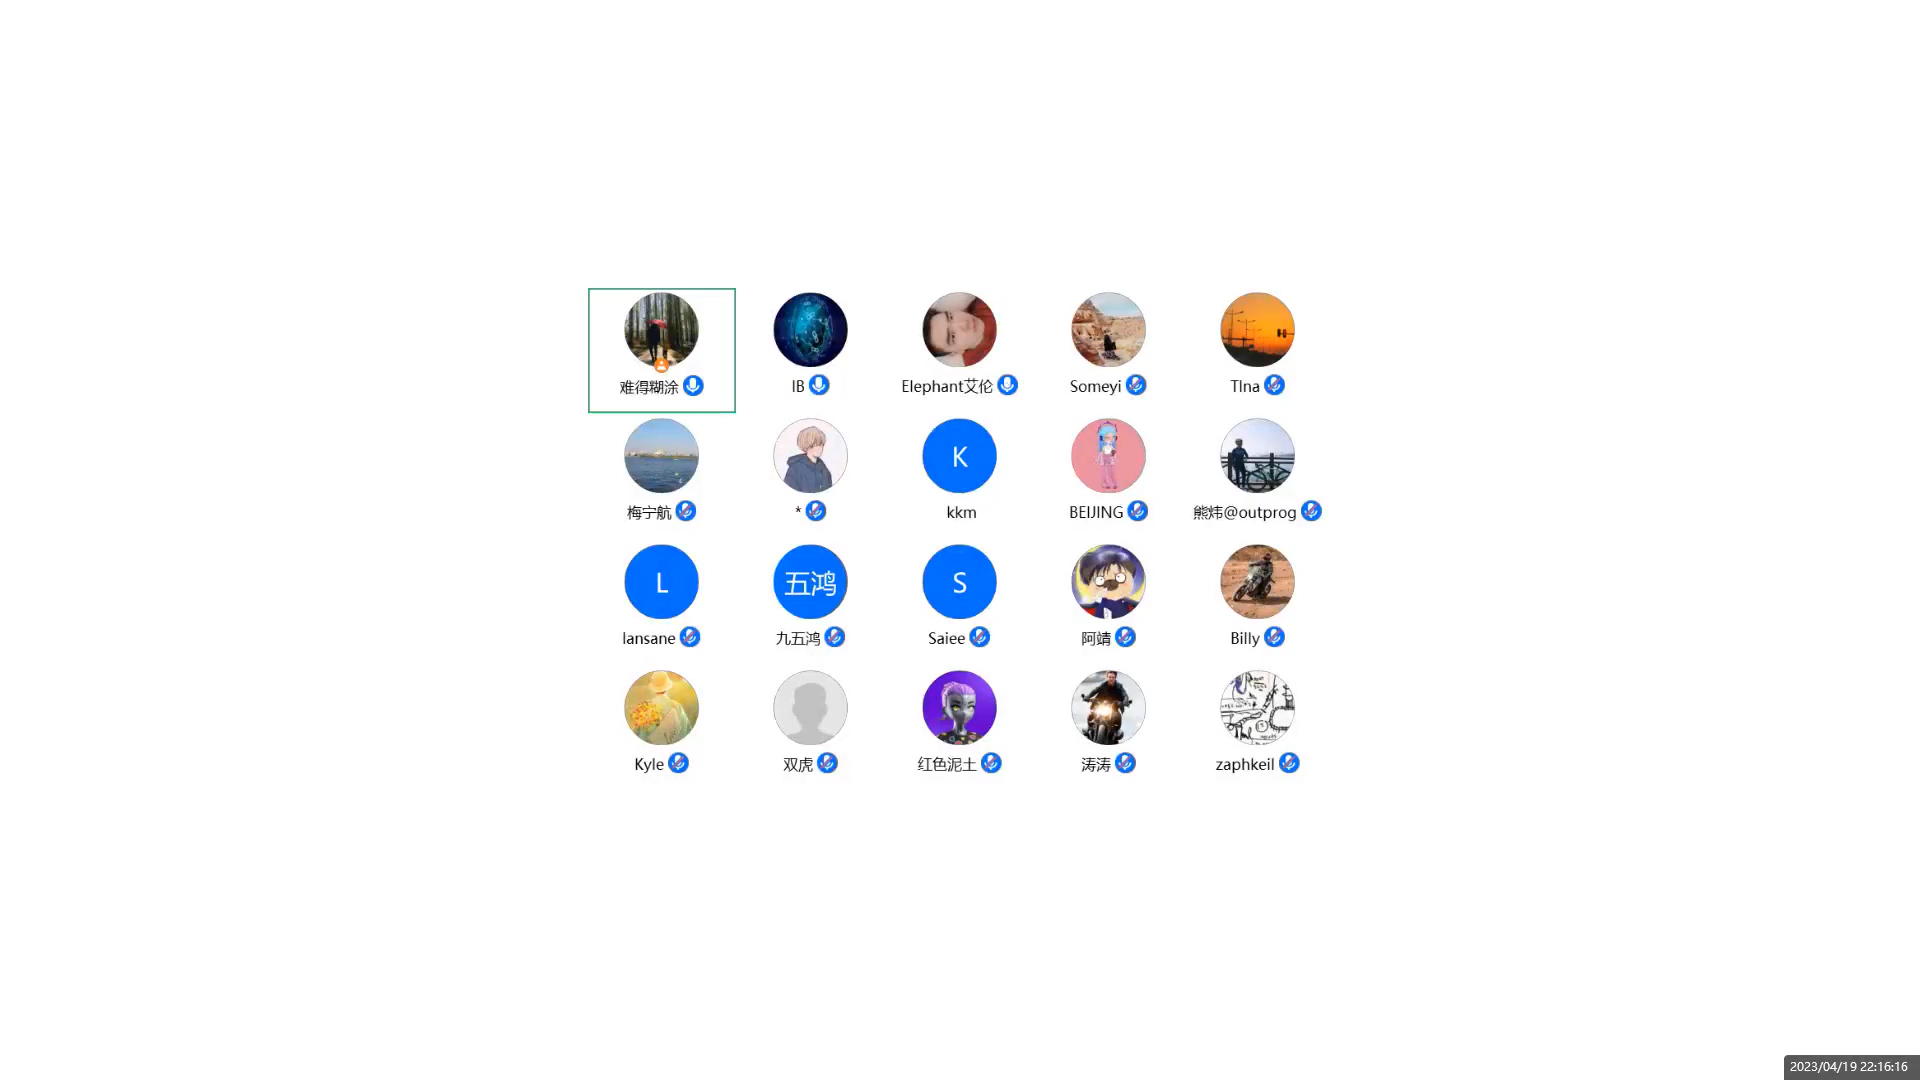 难得糊涂
IB
Elephant艾伦
Someyi
TIna
梅宁航
*
K
kkm
BEIJING
熊炜@outprog
L
lansane
五鸿
九五鸿
S
Saiee
阿靖
Billy
Kyle
双虎
红色泥土
涛涛
zaphkeil
2023/04/19 22:16:16